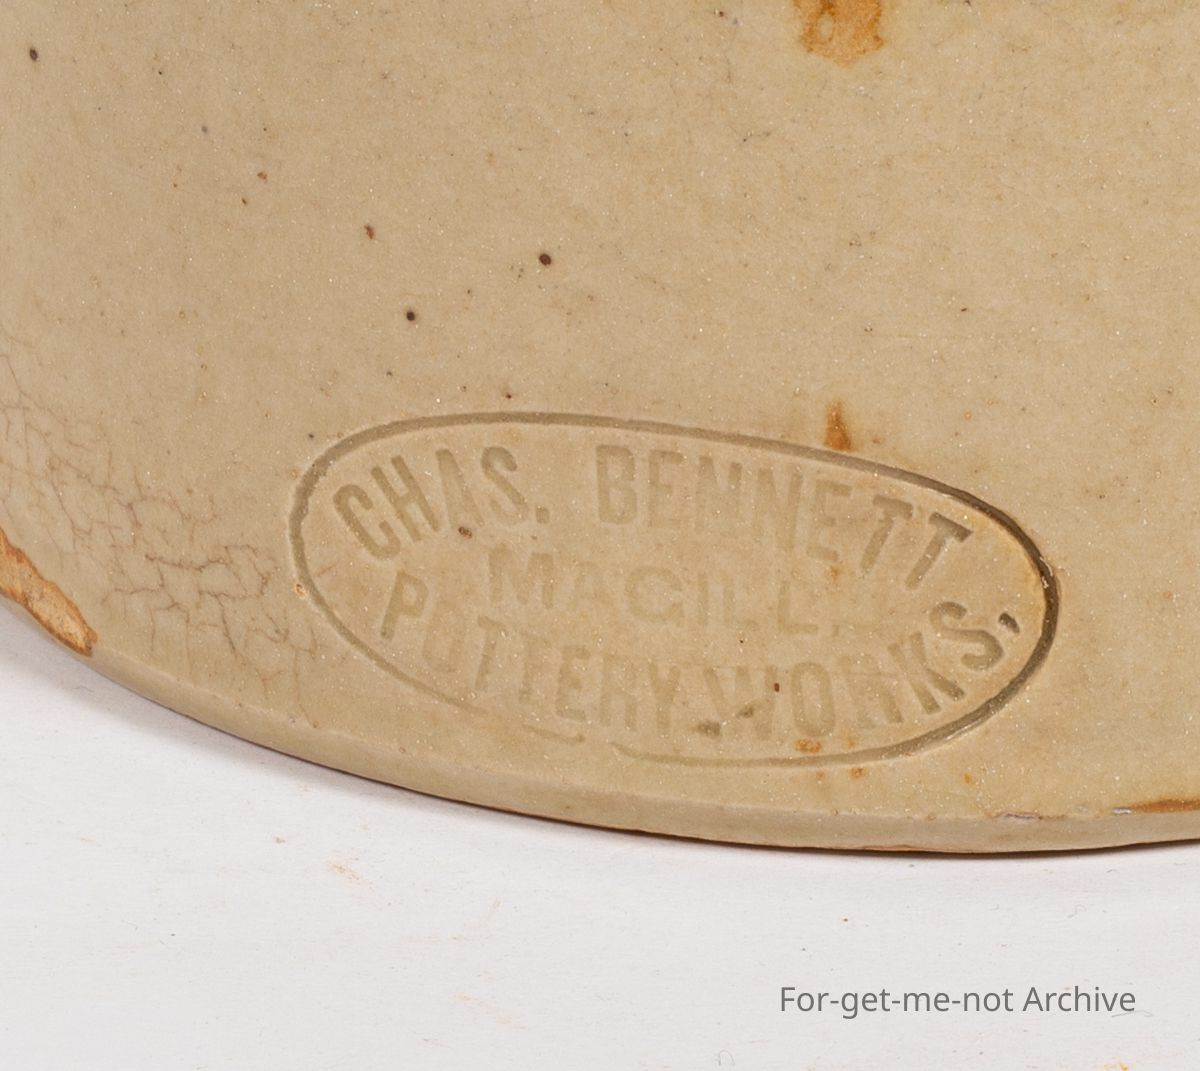 CHAS. BENNETT
MAGILL.
POTTERY WORKS,
For-get-me-not Archive